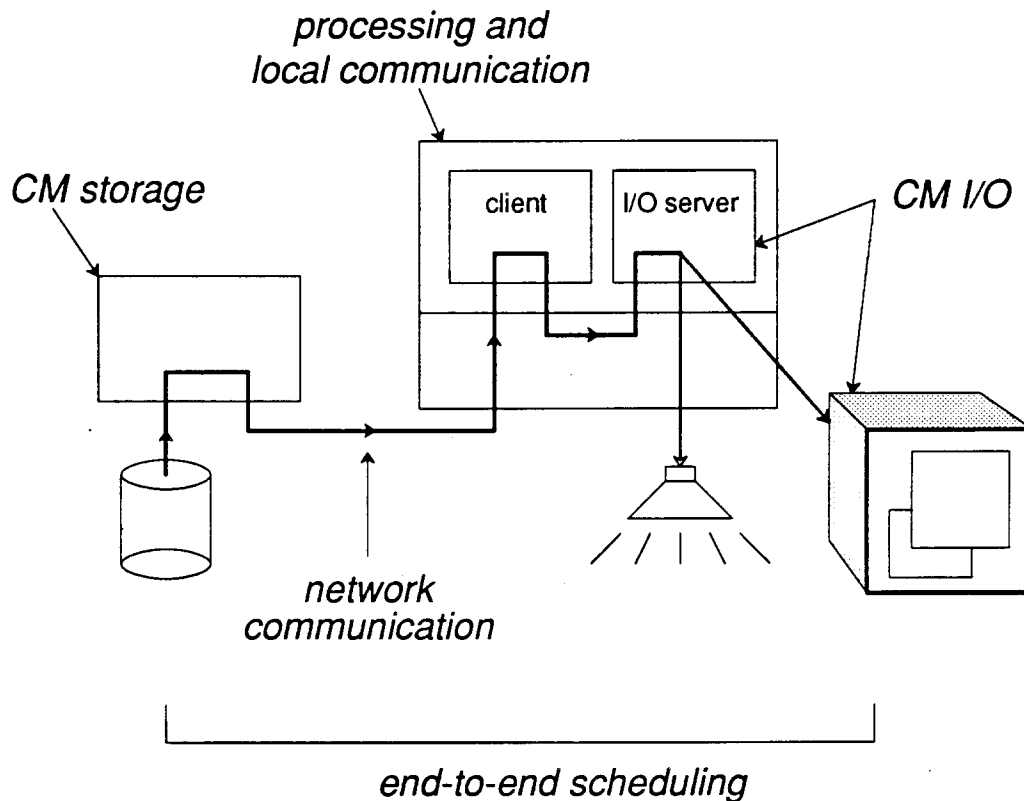 processing and
local communication
CM storage
client
I/O server
CM I/O
network
communication
end-to-end scheduling